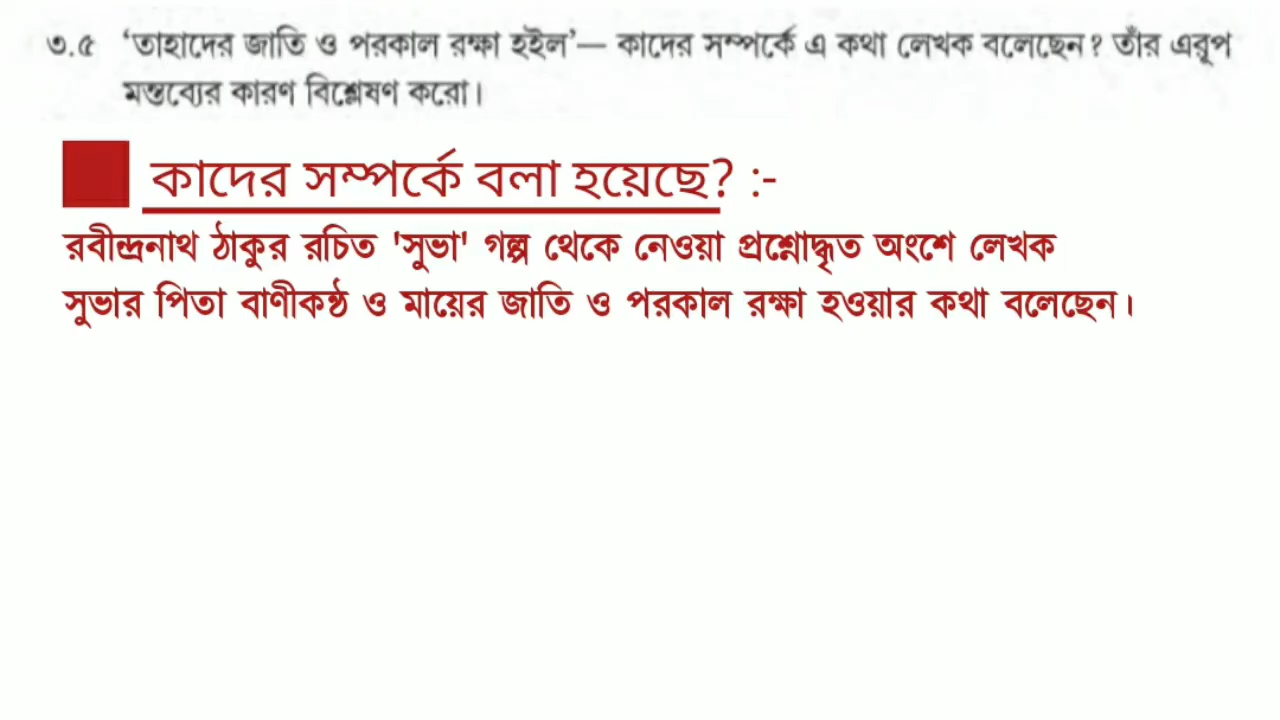 ৩.৫ ‘তাহাদের জাতি ও পরকাল রক্ষা হইল’— কাদের সম্পর্কে এ কথা লেখক বলেছেন? তাঁর এরূপ
মন্তব্যের কারণ বিশ্লেষণ করো।
কাদের সম্পর্কে বলা হয়েছে? :-
রবীন্দ্রনাথ ঠাকুর রচিত 'সুভা' গল্প থেকে নেওয়া প্রশ্নোদ্ধৃত অংশে লেখক
সুভার পিতা বাণীকন্ঠ ও মায়ের জাতি ও পরকাল রক্ষা হওয়ার কথা বলেছেন।